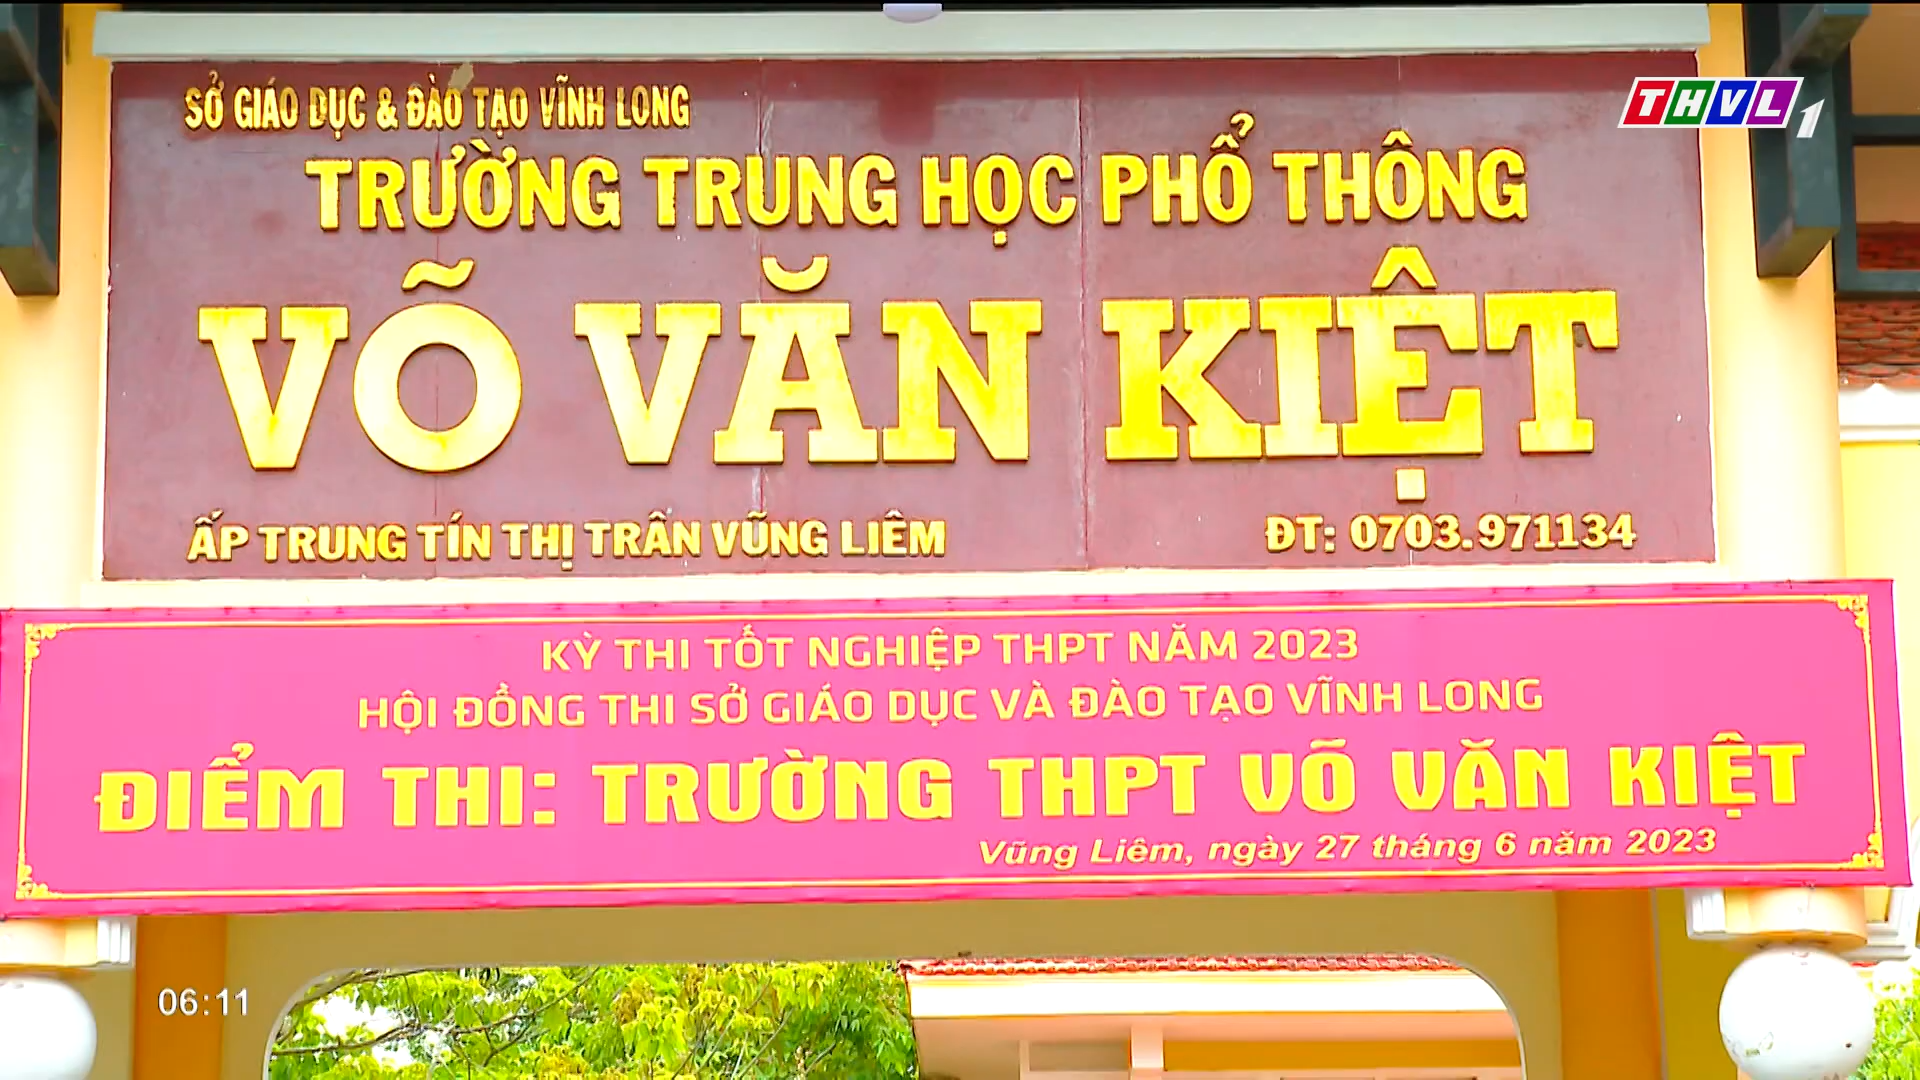 SỞ GIÁO DỤC & ĐÀO TẠO VĨNH LONG
THVL1
TRƯỜNG TRUNG HỌC PHỔ THÔNG
VÕ VĂN KIỆT
ẤP TRUNG TÍN THỊ TRẤN VŨNG LIÊM
ĐT: 0703.971134
KỲ THI TỐT NGHIỆP THPT NĂM 2023
HỘI ĐỒNG THI SỞ GIÁO DỤC VÀ ĐÀO TẠO VĨNH LONG
ĐIỂM THI: TRƯỜNG THPT VÕ VĂN KIỆT
Vũng Liêm, ngày 27 tháng 6 năm 2023
06:11